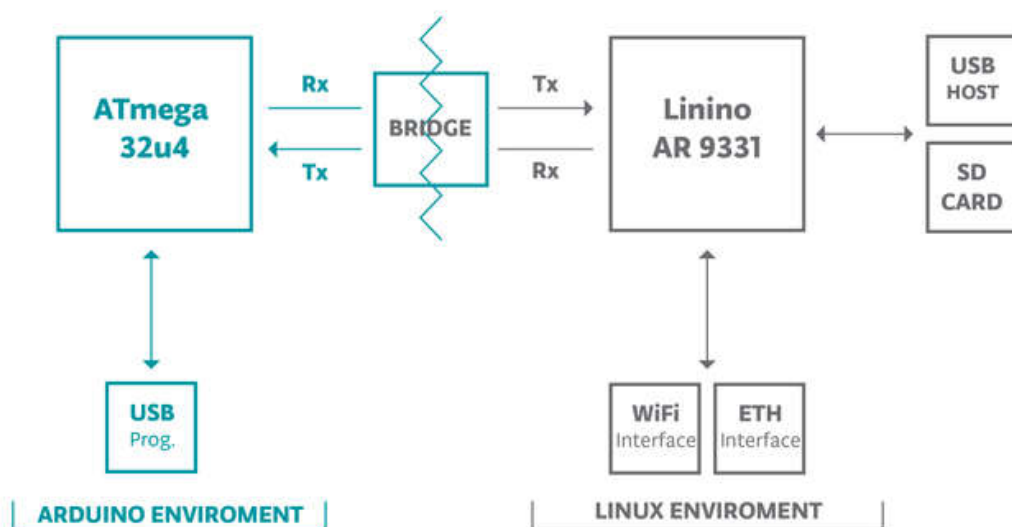 ATmega
32u4
Rx
Tx
BRIDGE
Tx
Rx
Linino
AR 9331
USB
HOST
SD
CARD
USB
Prog.
WiFi
Interface
ETH
Interface
ARDUINO ENVIROMENT
LINUX ENVIROMENT